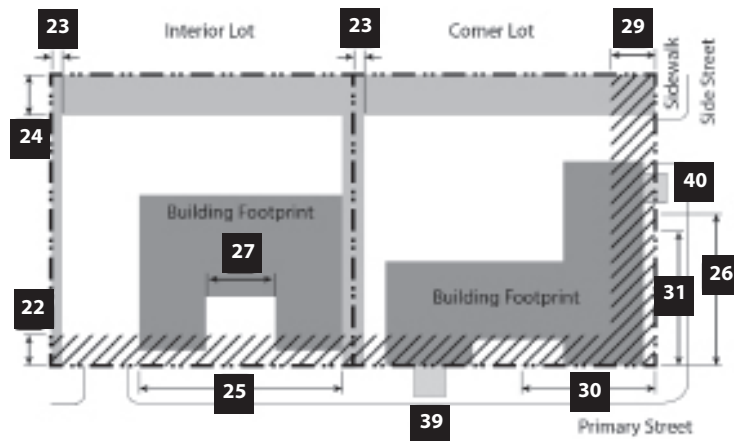 23
Interior Lot
23
Corner Lot
29
Sidewalk
Side Street
24
40
Building Footprint
27
26
31
22
Building Footprint
25
30
39
Primary Street